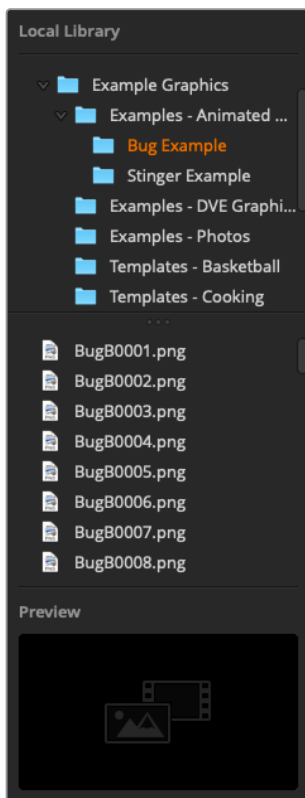 Local Library
Example Graphics
Examples - Animated ...
Bug Example
Stinger Example
Examples - DVE Graphi...
Examples - Photos
Templates - Basketball
Templates - Cooking
BugB0001.png
BugB0002.png
BugB0003.png
BugB0004.png
BugB0005.png
BugB0006.png
BugB0007.png
BugB0008.png
Preview